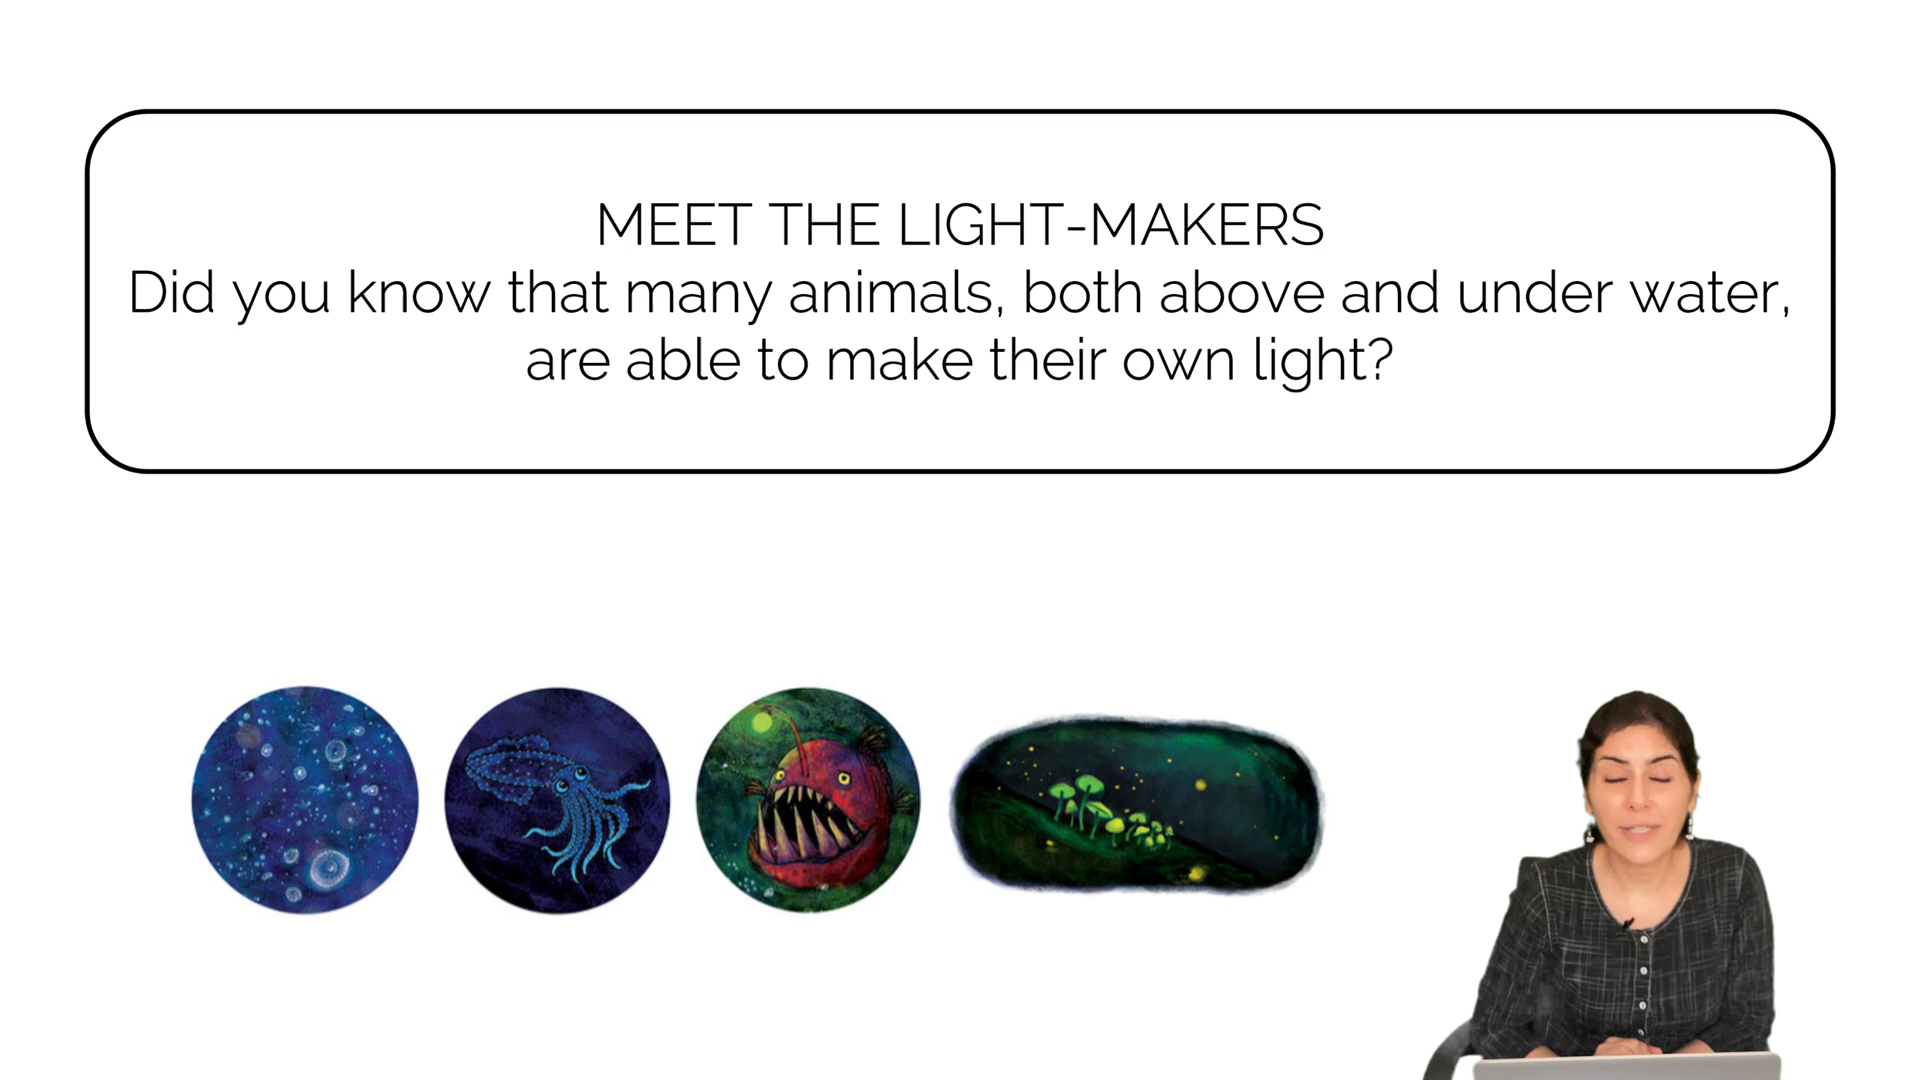 MEET THE LIGHT-MAKERS
Did you know that many animals, both above and under water,
are able to make their own light?